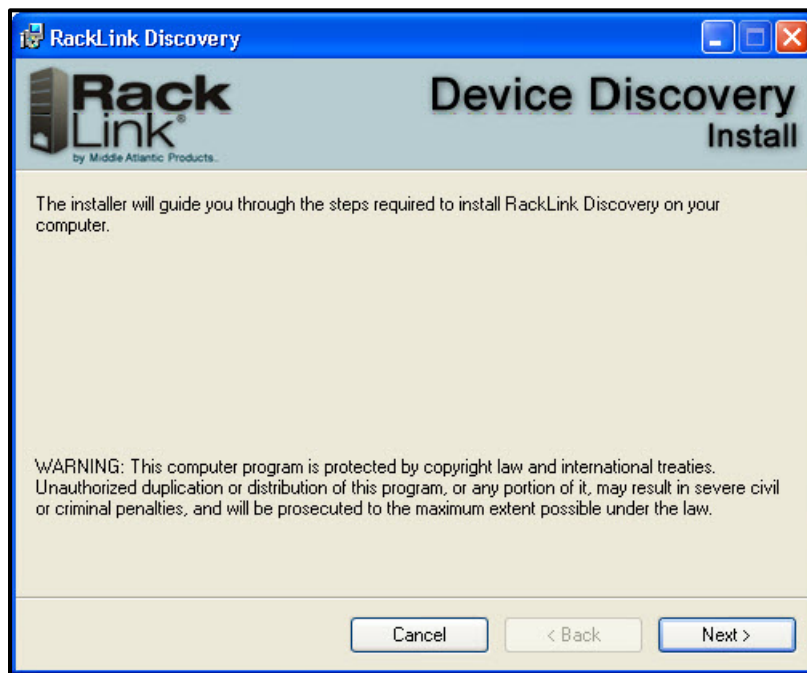 RackLink Discovery
Rack
Link®
by Middle Atlantic Products.
Device Discovery
Install
The installer will guide you through the steps required to install RackLink Discovery on your
computer.
WARNING: This computer program is protected by copyright law and international treaties.
Unauthorized duplication or distribution of this program, or any portion of it, may result in severe civil
or criminal penalties, and will be prosecuted to the maximum extent possible under the law.
Cancel
< Back
Next >